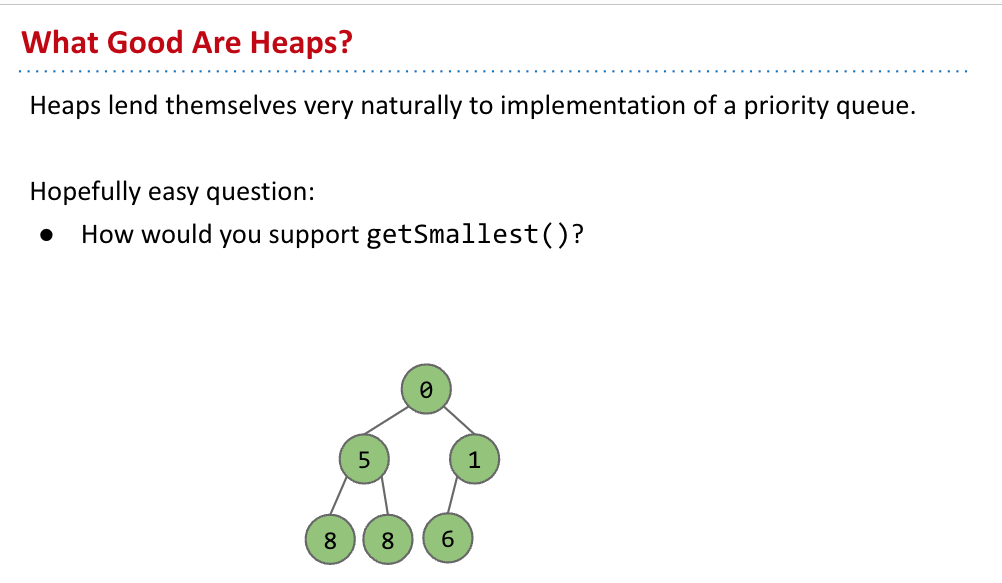 What Good Are Heaps?
Heaps lend themselves very naturally to implementation of a priority queue.
Hopefully easy question:
● How would you support getSmallest()?
0
5 1
8 8 6